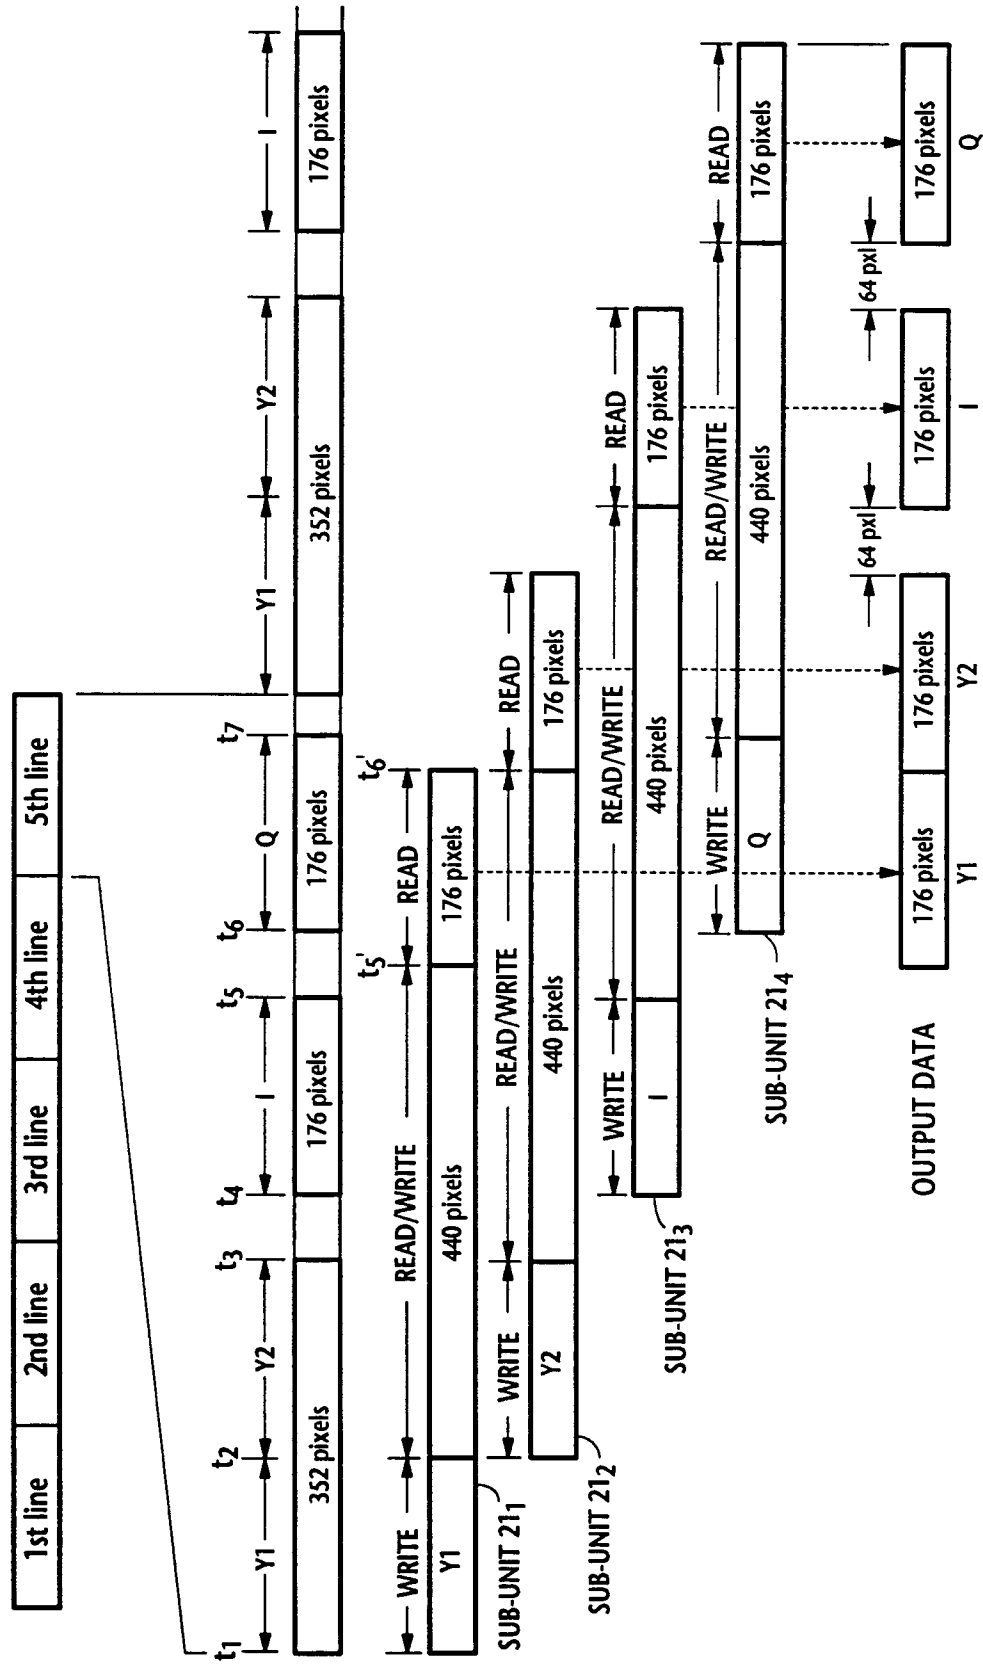 1st line 2nd line 3rd line 4th line 5th line
t1 t2 t3 t4 t5 t6 t7
Y1 Y2 I Q Y1 Y2 I
352 pixels 176 pixels 176 pixels 352 pixels 176 pixels
t5' t6'
WRITE READ/WRITE READ
Y1 440 pixels 176 pixels
SUB-UNIT 211
WRITE READ/WRITE READ
Y2 440 pixels 176 pixels
SUB-UNIT 212
WRITE READ/WRITE READ
I 440 pixels 176 pixels
SUB-UNIT 213
WRITE READ/WRITE READ
Q 440 pixels 176 pixels
SUB-UNIT 214
64 pxl 64 pxl
OUTPUT DATA 176 pixels 176 pixels 176 pixels 176 pixels
Y1 Y2 I Q